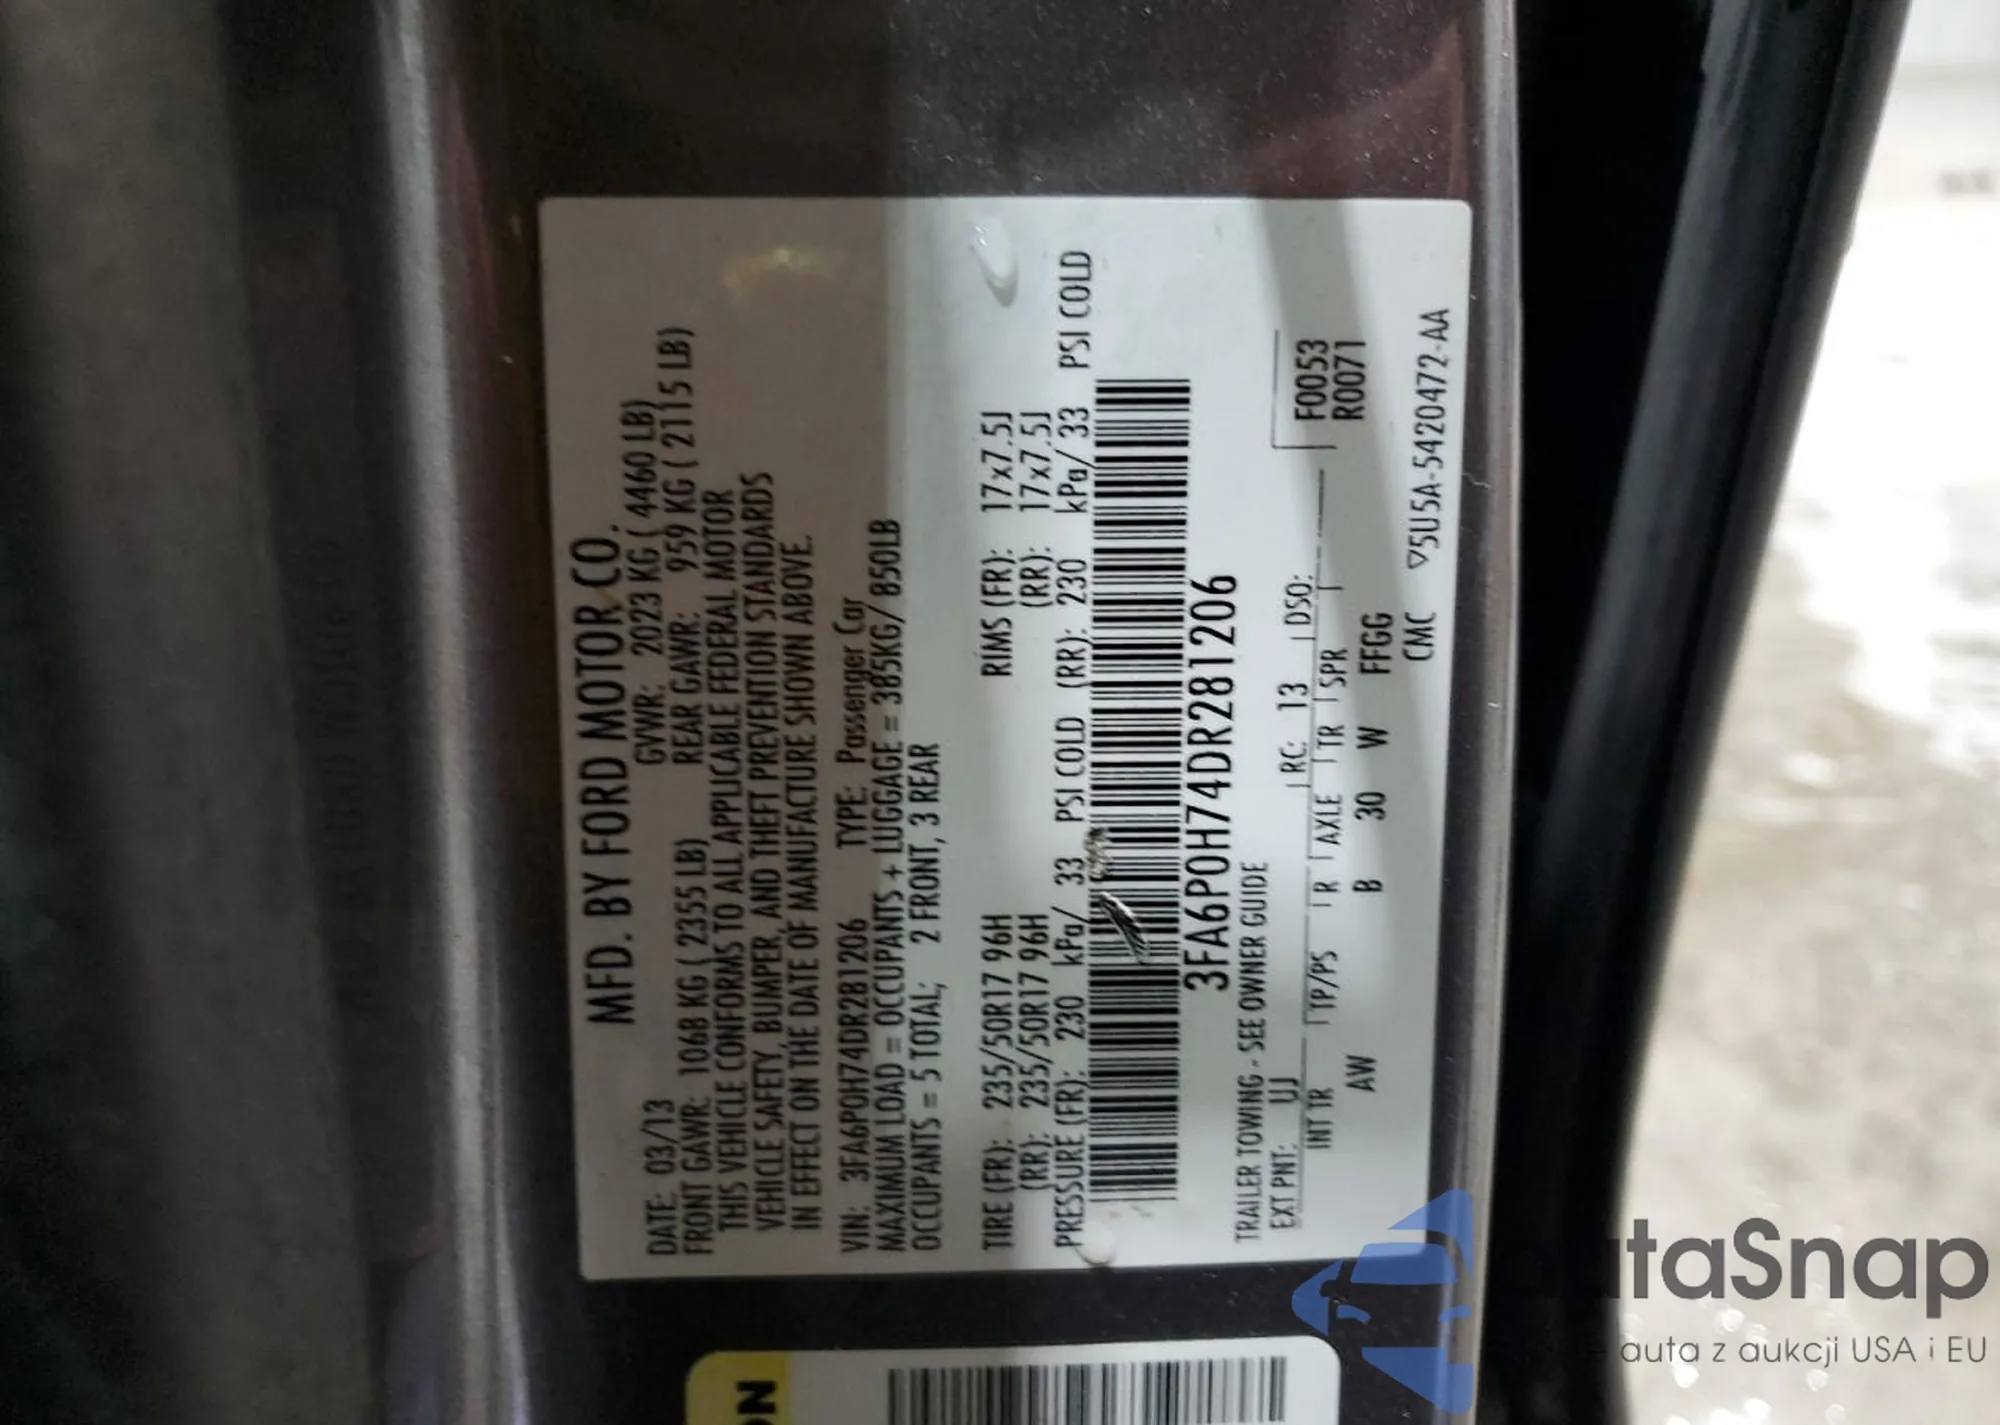 MFD. BY FORD MOTOR CO.
DATE: 03/13 GVWR: 2023 KG ( 4460 LB)
FRONT GAWR: 1068 KG ( 2355 LB) REAR GAWR: 959 KG ( 2115 LB)
THIS VEHICLE CONFORMS TO ALL APPLICABLE FEDERAL MOTOR
VEHICLE SAFETY, BUMPER, AND THEFT PREVENTION STANDARDS
IN EFFECT ON THE DATE OF MANUFACTURE SHOWN ABOVE.
VIN: 3FA6P0H74DR281206 TYPE: Passenger Car
MAXIMUM LOAD = OCCUPANTS + LUGGAGE = 385KG/ 850LB
OCCUPANTS = 5 TOTAL; 2 FRONT, 3 REAR
TIRE (FR): 235/50R17 96H RIMS (FR): 17x7.5J
(RR): 235/50R17 96H (RR): 17x7.5J
PRESSURE (FR): 230 kPa/ 33 PSI COLD (RR): 230 kPa/ 33 PSI COLD
3FA6P0H74DR281206
TRAILER TOWING - SEE OWNER GUIDE
EXT PNT: UJ RC: 13 DSO: F0053
INT TR TP/PS R AXLE TR SPR R0071
AW B 30 W FFGG
CMC ▽5U5A-5420472-AA
ON
taSnap
auta z aukcji USA i EU